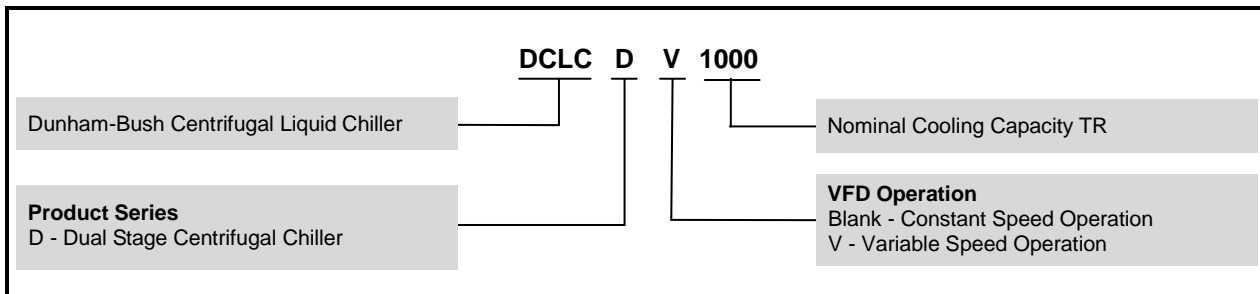 DCLC D V 1000
Dunham-Bush Centrifugal Liquid Chiller
Nominal Cooling Capacity TR
Product Series
D - Dual Stage Centrifugal Chiller
VFD Operation
Blank - Constant Speed Operation
V - Variable Speed Operation